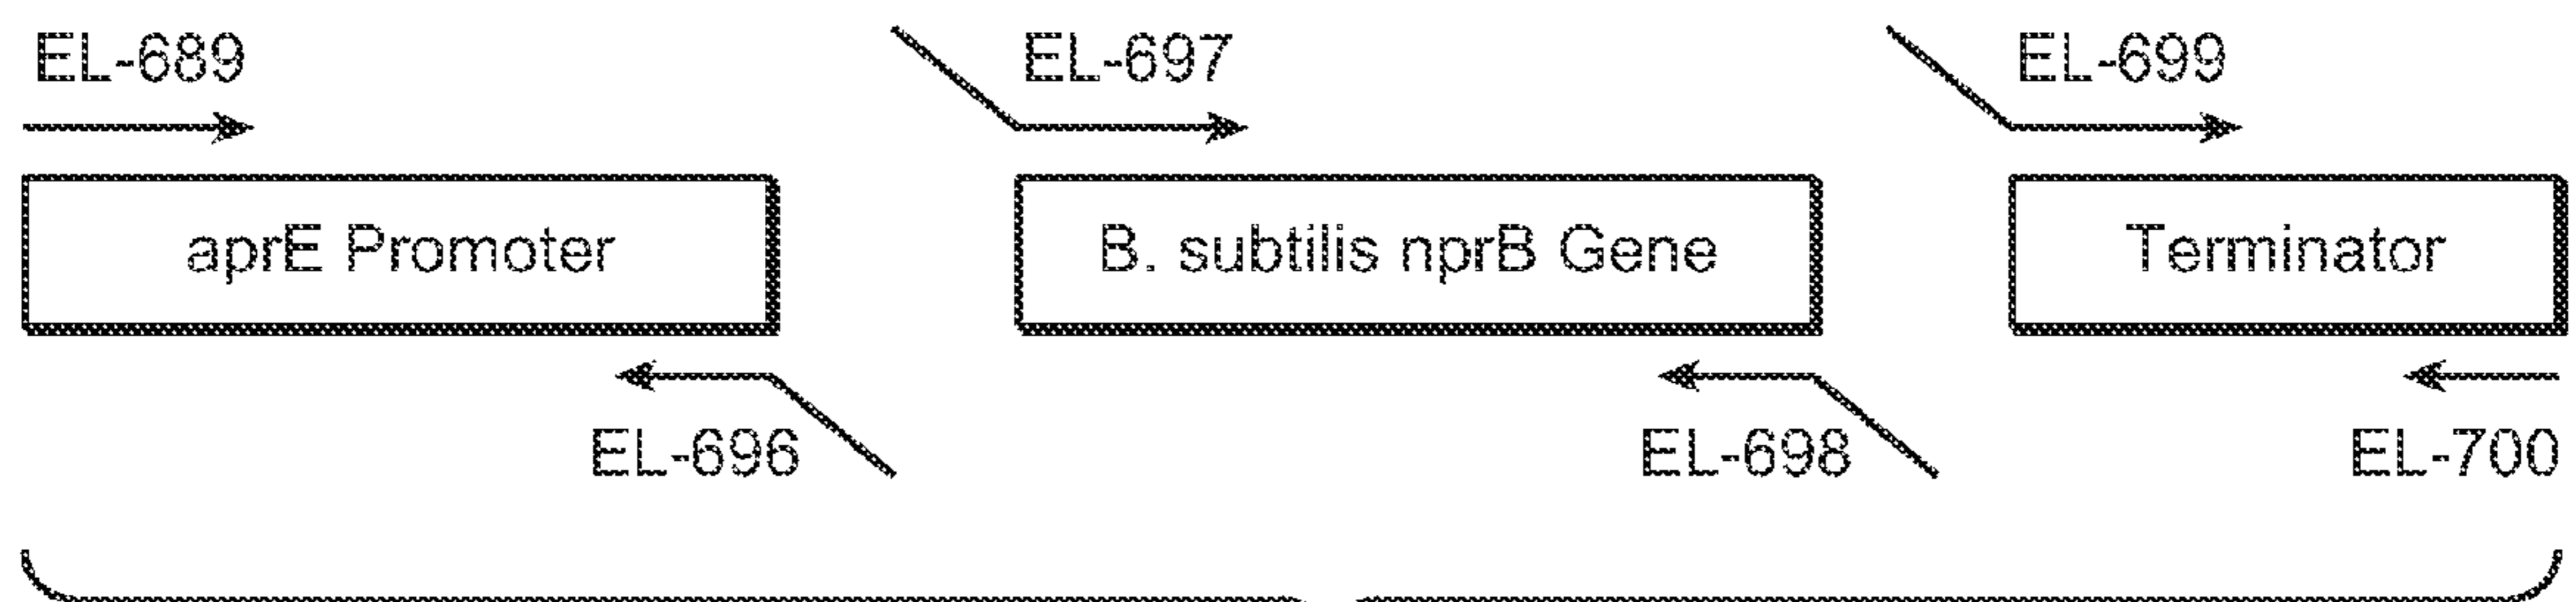 EL-689
EL-697
EL-699
aprE Promoter
B. subtilis nprB Gene
Terminator
EL-696
EL-698
EL-700